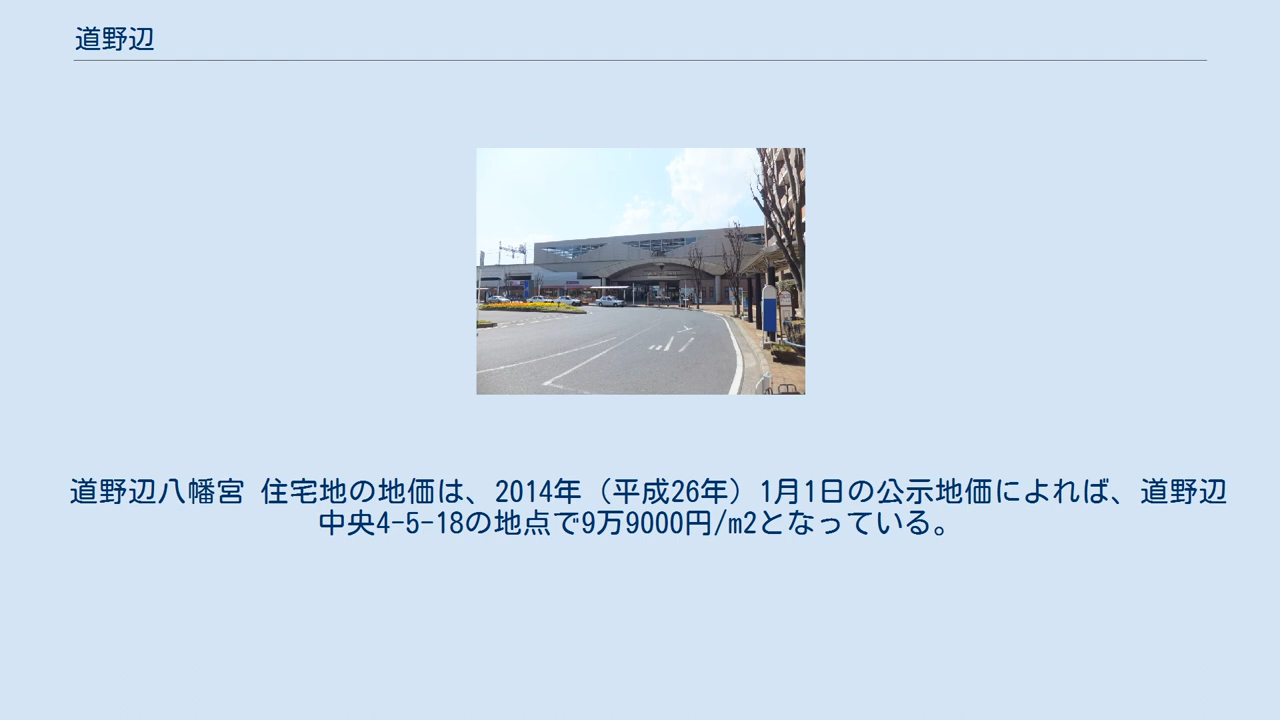 道野辺
道野辺八幡宮 住宅地の地価は、2014年（平成26年）1月1日の公示地価によれば、道野辺
中央4-5-18の地点で9万9000円/m2となっている。